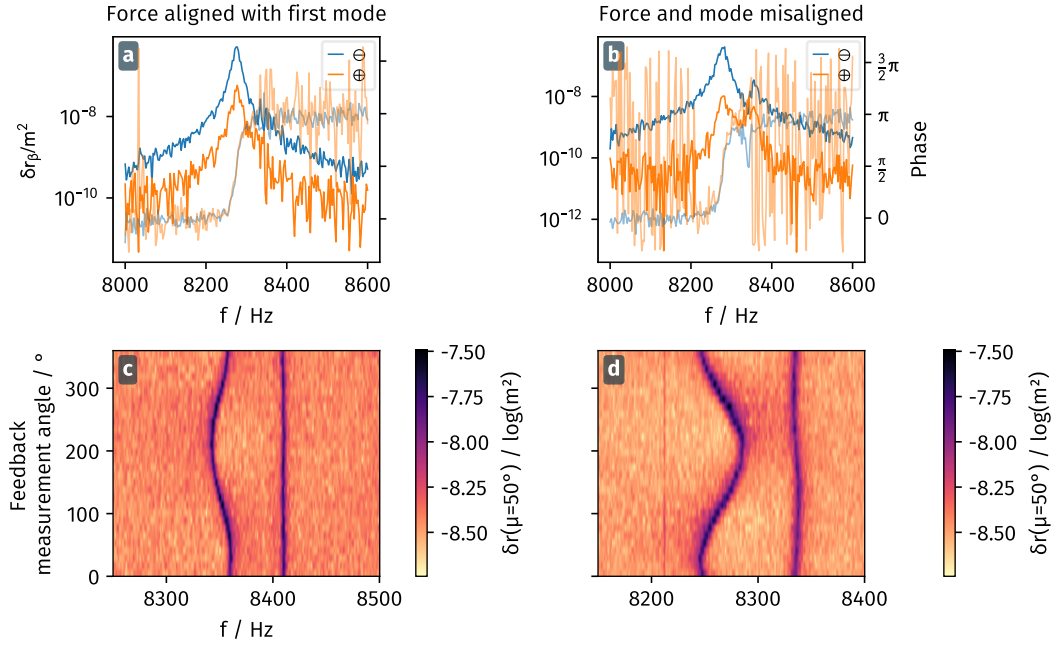 Force aligned with first mode
Force and mode misaligned
a
⊖
⊕
10⁻⁸
10⁻¹⁰
δrᵦ/m²
8000 8200 8400 8600
f / Hz
b
⊖
⊕
10⁻⁸
10⁻¹⁰
10⁻¹²
3/2 π
π
π/2
0
Phase
8000 8200 8400 8600
f / Hz
c
300
200
100
0
Feedback
measurement angle / °
8300 8400 8500
f / Hz
-7.50
-7.75
-8.00
-8.25
-8.50
δr(μ=50°) / log(m²)
d
8200 8300 8400
-7.50
-7.75
-8.00
-8.25
-8.50
δr(μ=50°) / log(m²)